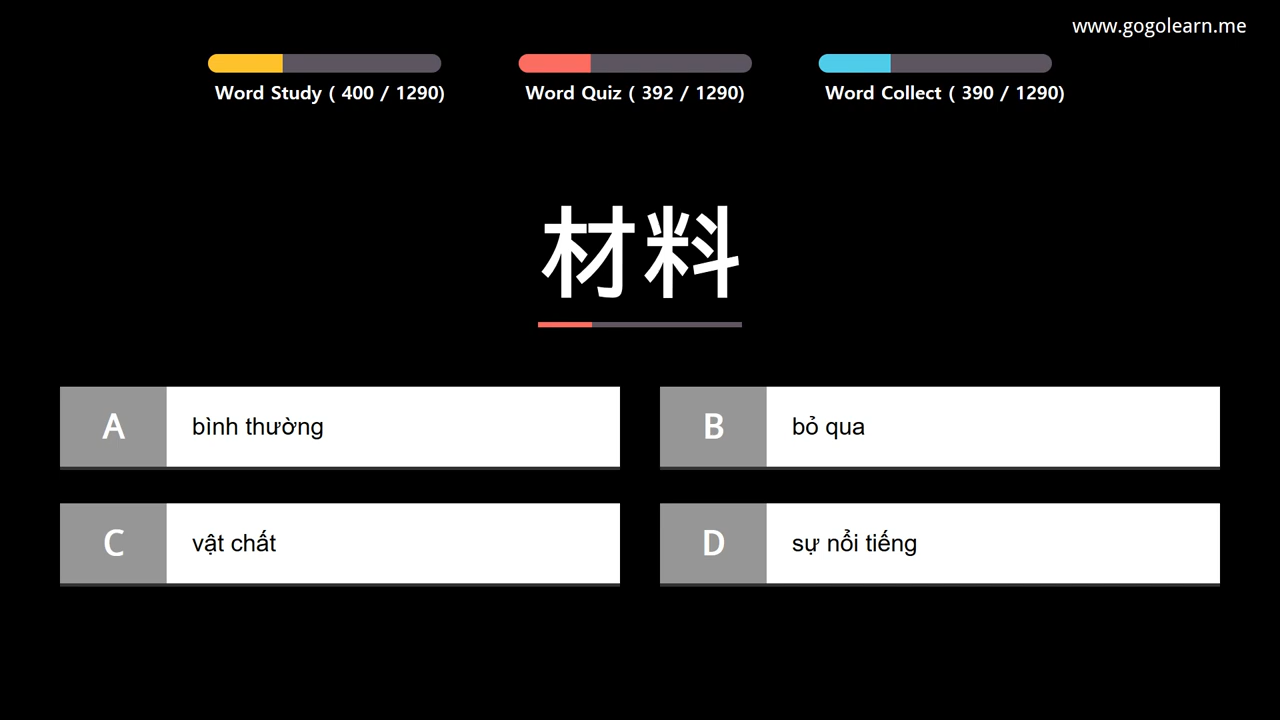 www.gogolearn.me
Word Study ( 400 / 1290)
Word Quiz ( 392 / 1290)
Word Collect ( 390 / 1290)
材料
A
bình thường
B
bỏ qua
C
vật chất
D
sự nổi tiếng